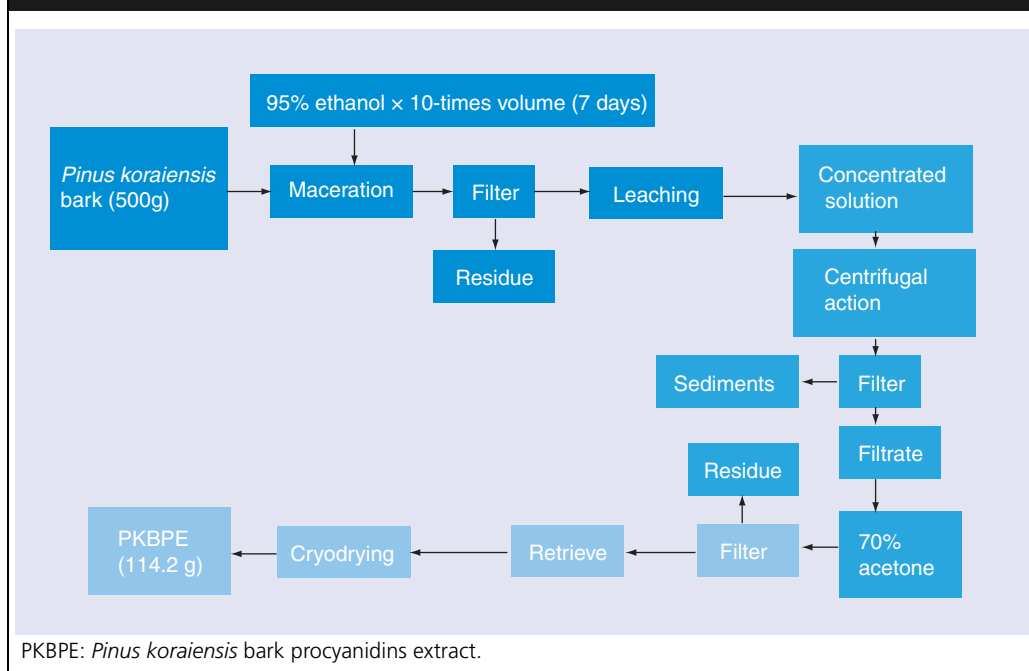 95% ethanol × 10-times volume (7 days)
Pinus koraiensis
bark (500g)
Maceration
Filter
Leaching
Concentrated
solution
Residue
Centrifugal
action
Sediments
Filter
Filtrate
Residue
70%
acetone
Filter
Retrieve
Cryodrying
PKBPE
(114.2 g)
PKBPE: Pinus koraiensis bark procyanidins extract.